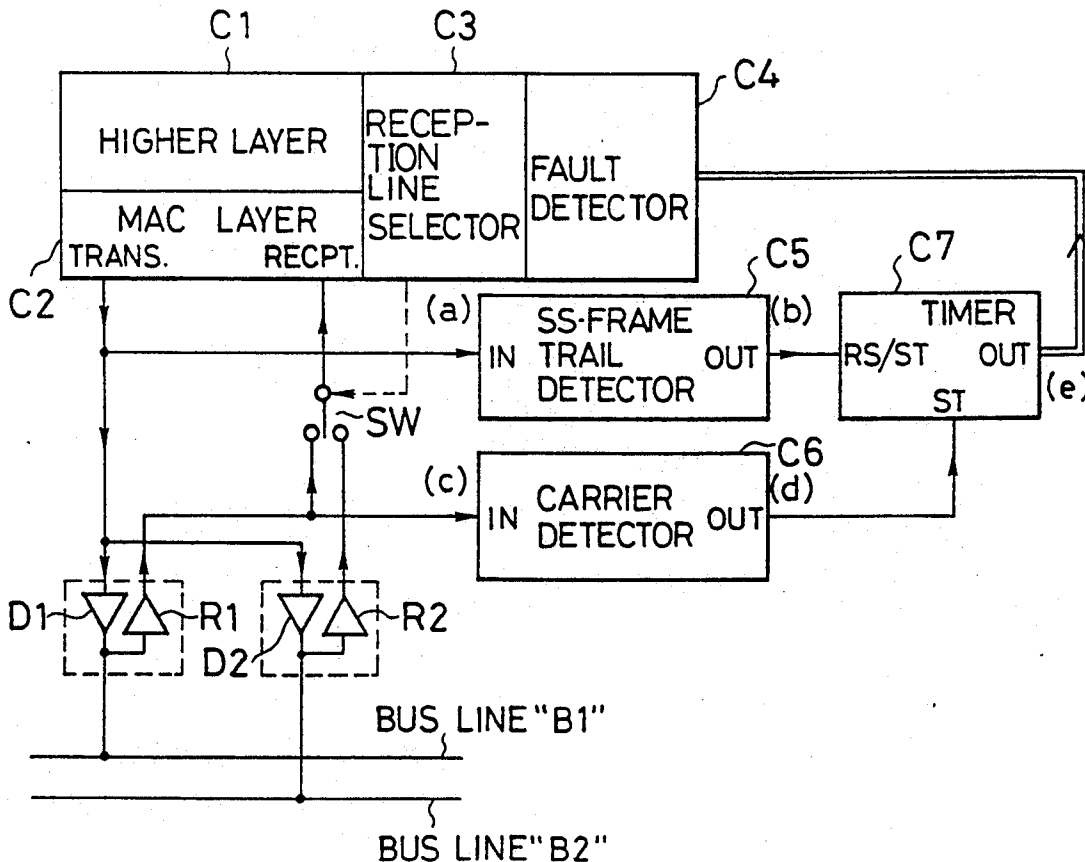 C1
C3
C4
HIGHER LAYER
RECEP-
TION
LINE
SELECTOR
FAULT
DETECTOR
MAC LAYER
TRANS.
RECPT.
C2
(a)
C5
SS-FRAME
TRAIL
DETECTOR
IN
OUT
(b)
C7
TIMER
RS/ST
OUT
ST
(e)
SW
(c)
C6
CARRIER
DETECTOR
IN
OUT
(d)
D1
R1
D2
R2
BUS LINE "B1"
BUS LINE "B2"